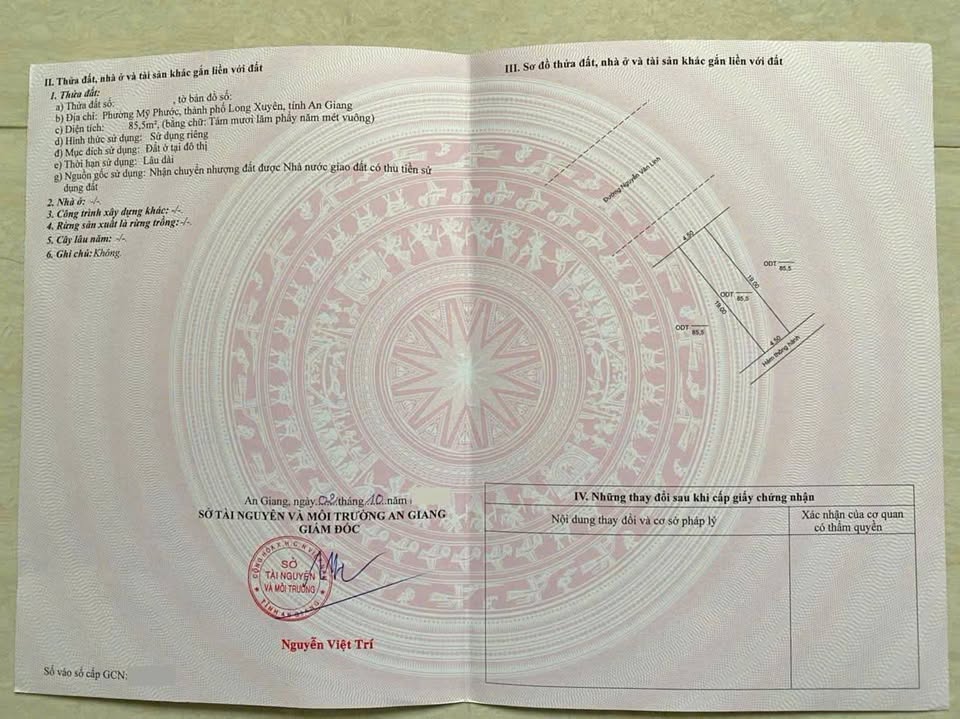 II. Thửa đất, nhà ở và tài sản khác gắn liền với đất
1. Thửa đất:
a) Thửa đất số: , tờ bản đồ số:
b) Địa chỉ: Phường Mỹ Phước, thành phố Long Xuyên, tỉnh An Giang
c) Diện tích: 85,5m², (bằng chữ: Tám mươi lăm phẩy năm mét vuông)
d) Hình thức sử dụng: Sử dụng riêng
đ) Mục đích sử dụng: Đất ở tại đô thị
e) Thời hạn sử dụng: Lâu dài
g) Nguồn gốc sử dụng: Nhận chuyển nhượng đất được Nhà nước giao đất có thu tiền sử
dụng đất
2. Nhà ở: -/-.
3. Công trình xây dựng khác: -/-.
4. Rừng sản xuất là rừng trồng: -/-.
5. Cây lâu năm: -/-.
6. Ghi chú: Không.
An Giang, ngày 02 tháng 10 năm
SỞ TÀI NGUYÊN VÀ MÔI TRƯỜNG AN GIANG
GIÁM ĐỐC
CỘNG HÒA X.H.C.N VIỆT NAM
SỞ
TÀI NGUYÊN
VÀ MÔI TRƯỜNG
TỈNH AN GIANG
Nguyễn Việt Trí
Số vào sổ cấp GCN:
III. Sơ đồ thửa đất, nhà ở và tài sản khác gắn liền với đất
Đường Nguyễn Văn Linh
4.50
ODT 85,5
19.00
ODT 85,5
19.00
ODT 85,5
4.50
Hẻm thông hành
IV. Những thay đổi sau khi cấp giấy chứng nhận
Nội dung thay đổi và cơ sở pháp lý
Xác nhận của cơ quan
có thẩm quyền